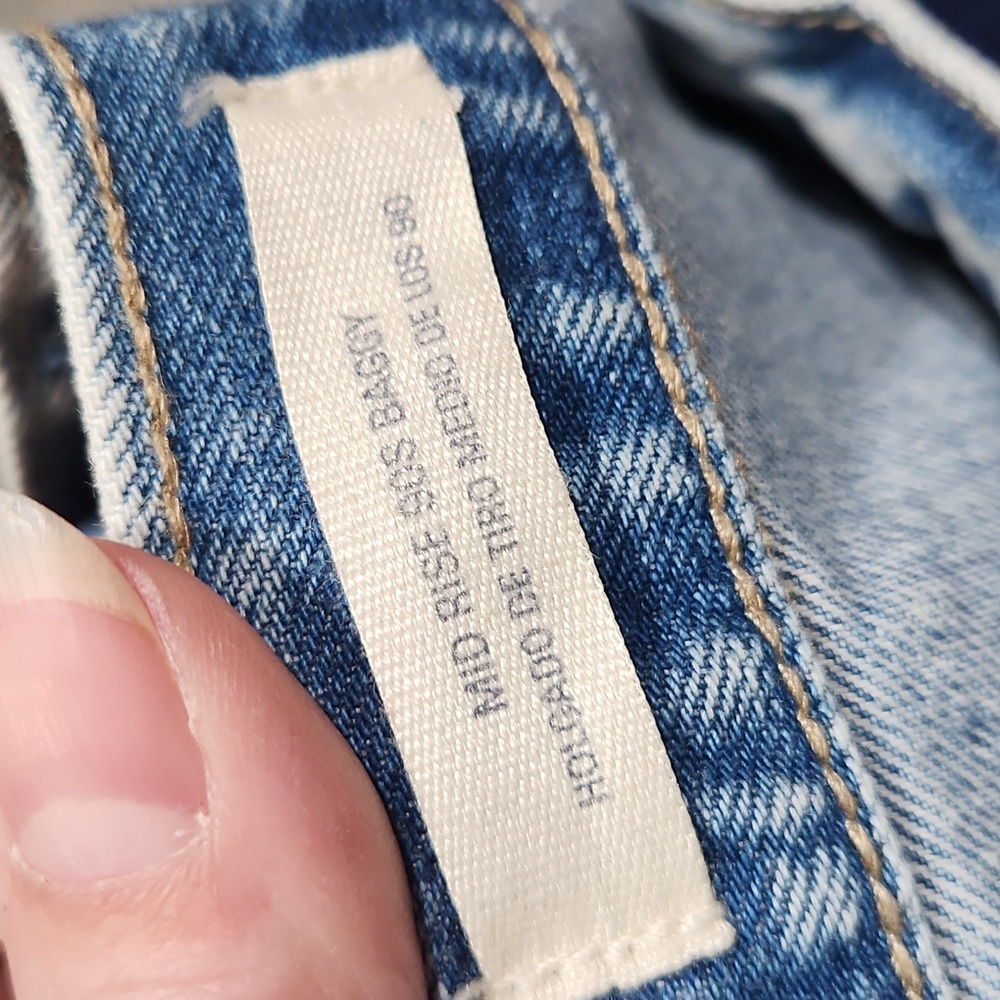 MID RISE 90S BAGGY
HOLGADO DE TIRO MEDIO DE LOS 90